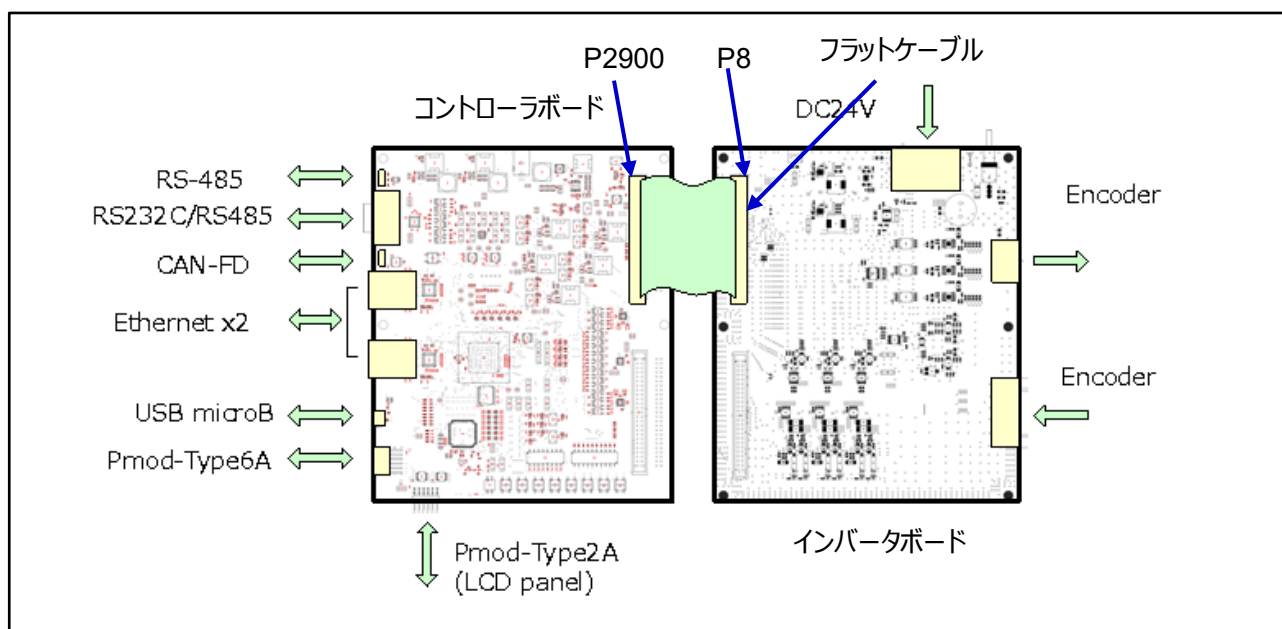 P2900
P8
フラットケーブル
コントローラボード
DC24V
RS-485
RS232C/RS485
CAN-FD
Ethernet x2
USB microB
Pmod-Type6A
Pmod-Type2A
(LCD panel)
Encoder
Encoder
インバータボード